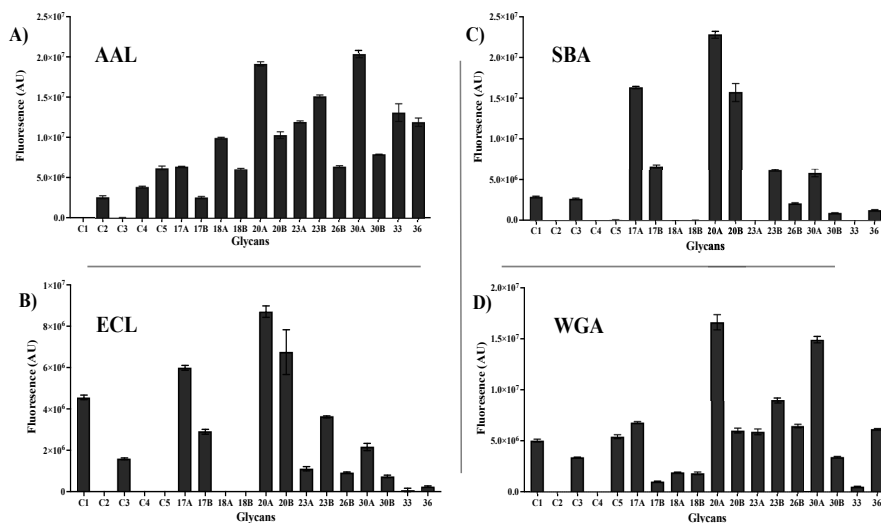 A)
AAL
Fluoresence (AU)
2.5×10⁷
2.0×10⁷
1.5×10⁷
1.0×10⁷
5.0×10⁶
0.0
C1 C2 C3 C4 C5 17A 17B 18A 18B 20A 20B 23A 23B 26B 30A 30B 33 36
Glycans
C)
SBA
Fluoresence (AU)
2.5×10⁷
2.0×10⁷
1.5×10⁷
1.0×10⁷
5.0×10⁶
0.0
C1 C2 C3 C4 C5 17A 17B 18A 18B 20A 20B 23A 23B 26B 30A 30B 33 36
Glycans
B)
ECL
Fluoresence (AU)
1×10⁷
8×10⁶
6×10⁶
4×10⁶
2×10⁶
0
C1 C2 C3 C4 C5 17A 17B 18A 18B 20A 20B 23A 23B 26B 30A 30B 33 36
Glycans
D)
WGA
Fluoresence (AU)
2.0×10⁷
1.5×10⁷
1.0×10⁷
5.0×10⁶
0.0
C1 C2 C3 C4 C5 17A 17B 18A 18B 20A 20B 23A 23B 26B 30A 30B 33 36
Glycans